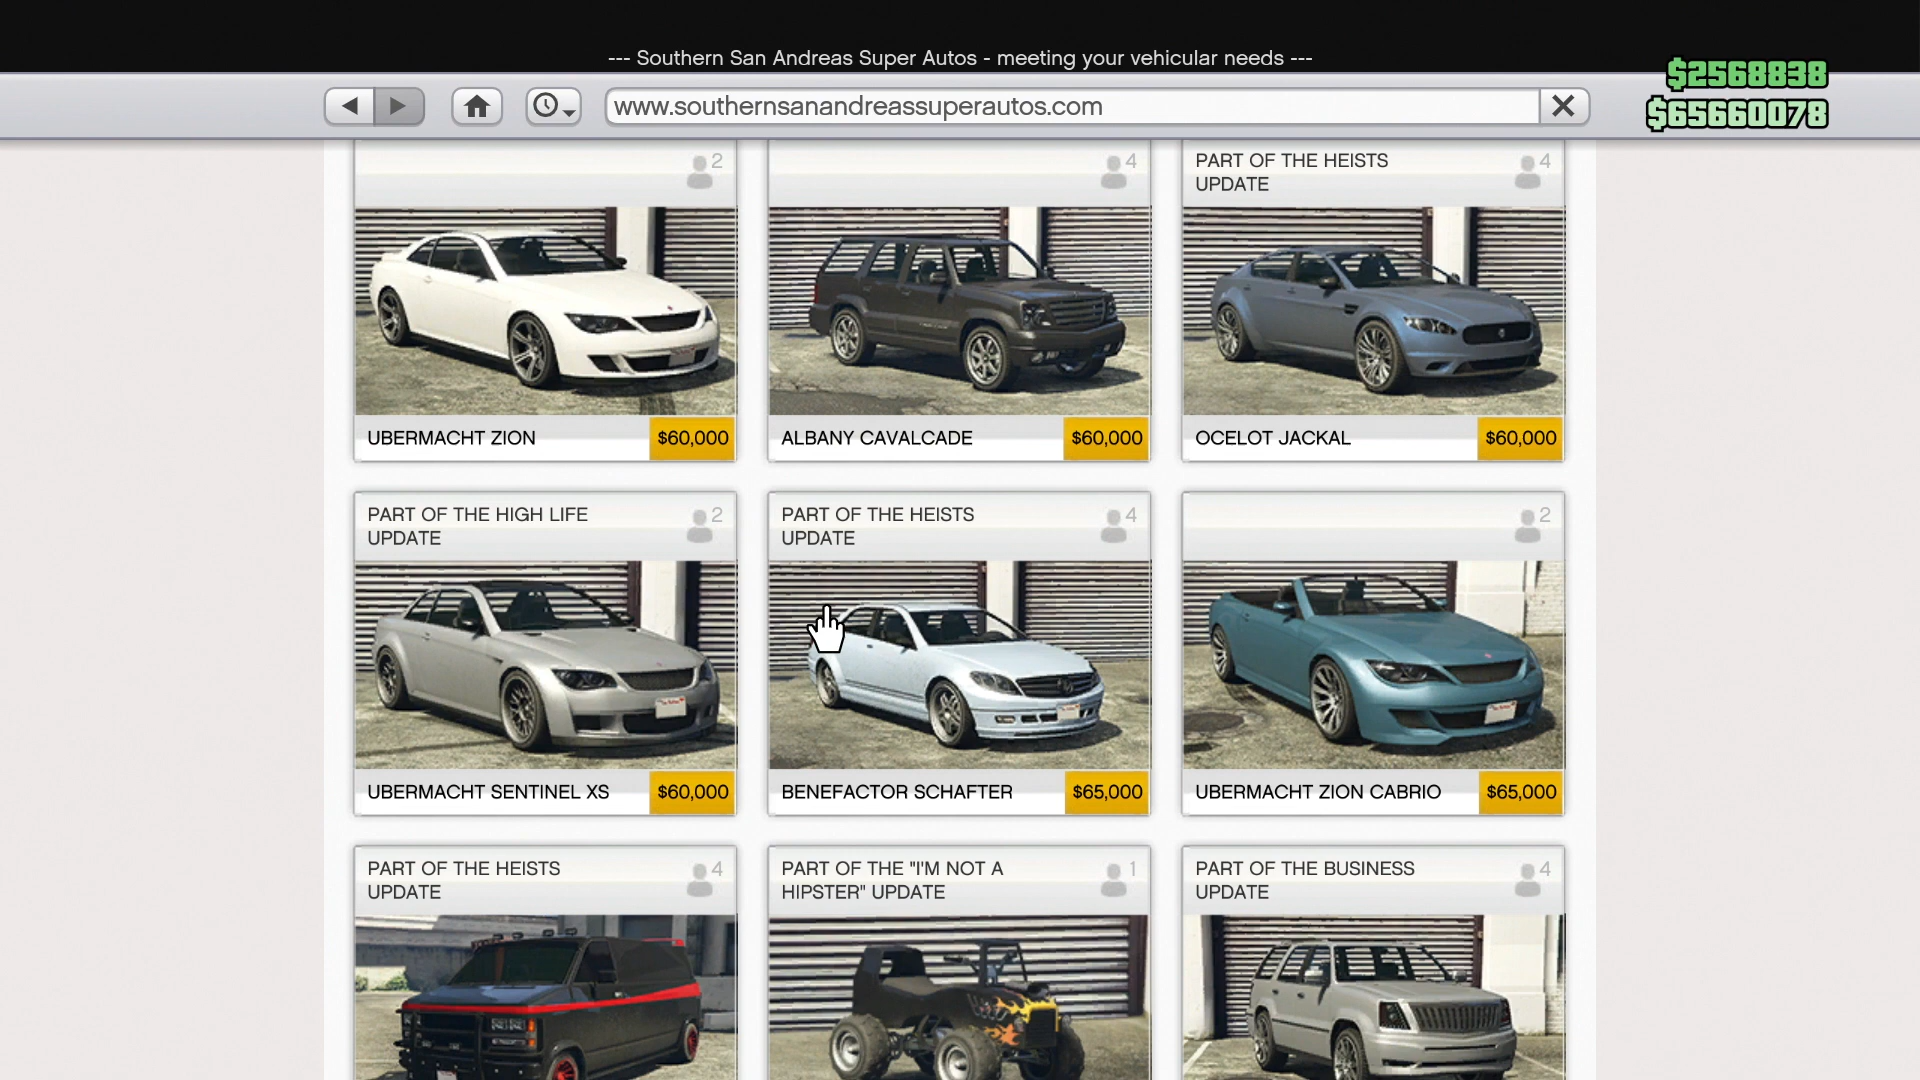 --- Southern San Andreas Super Autos - meeting your vehicular needs ---
$2568838
www.southernsanandreassuperautos.com
$65660078
2
4
PART OF THE HEISTS
UPDATE
4
UBERMACHT ZION
$60,000
ALBANY CAVALCADE
$60,000
OCELOT JACKAL
$60,000
PART OF THE HIGH LIFE
UPDATE
2
PART OF THE HEISTS
UPDATE
4
2
UBERMACHT SENTINEL XS
$60,000
BENEFACTOR SCHAFTER
$65,000
UBERMACHT ZION CABRIO
$65,000
PART OF THE HEISTS
UPDATE
4
PART OF THE "I'M NOT A
HIPSTER" UPDATE
1
PART OF THE BUSINESS
UPDATE
4